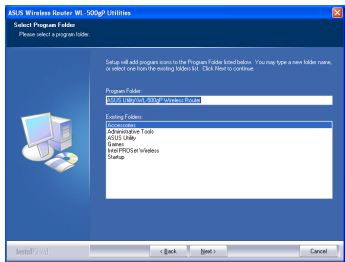 ASUS Wireless Router WL-500gP Utilities
Select Program Folder
Please select a program folder.
Setup will add program icons to the Program Folder listed below. You may type a new folder name,
or select one from the existing folders list. Click Next to continue.
Program Folder:
ASUS Utility\WL-500gP Wireless Router
Existing Folders:
Accessories
Administrative Tools
ASUS Utility
Games
Intel PROSet Wireless
Startup
InstallShield
< Back
Next >
Cancel